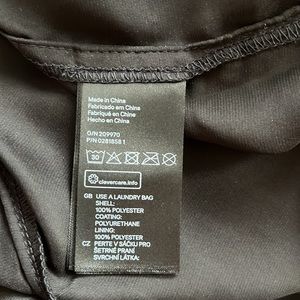 Made in China
Fabricado em China
Fabriqué en Chine
Hecho en China
O/N 209970
P/N 0281858 1
30
clevercare.info
GB USE A LAUNDRY BAG
SHELL:
100% POLYESTER
COATING:
POLYURETHANE
LINING:
100% POLYESTER
CZ PERTE V SÁČKU PRO
ŠETRNÉ PRANÍ
SVRCHNÍ LÁTKA: